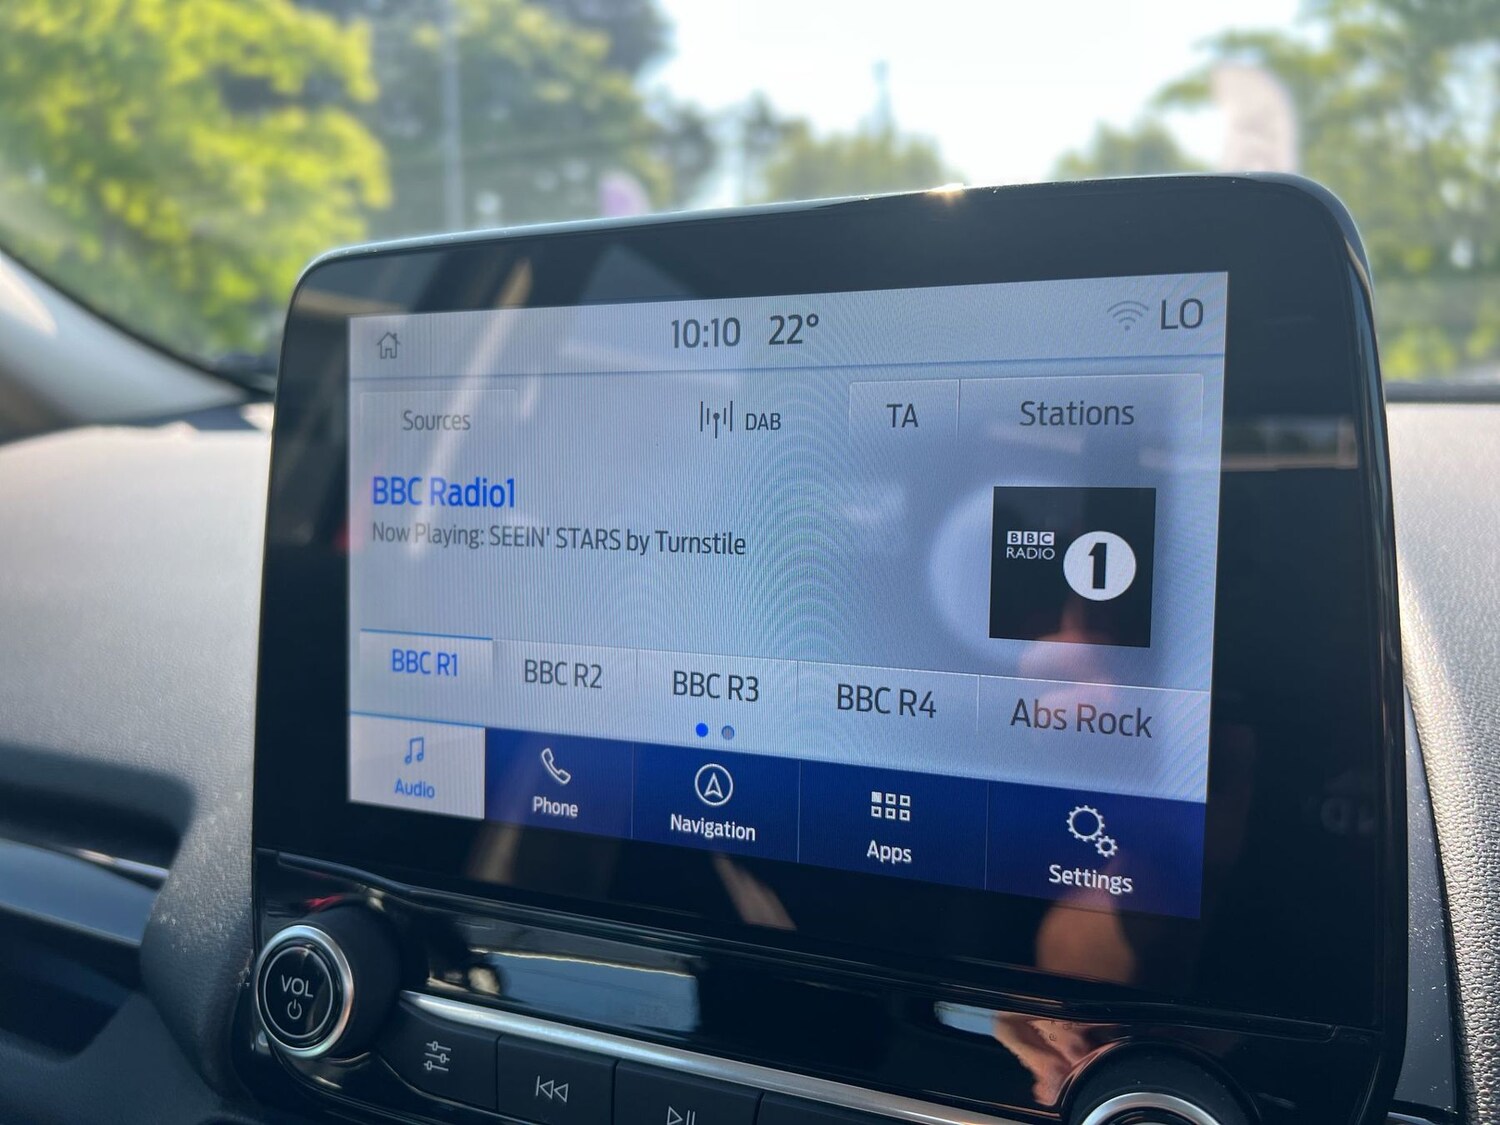 10:10 22°
LO
Sources
DAB
TA
Stations
BBC Radio1
Now Playing: SEEIN' STARS by Turnstile
BBC
RADIO
1
BBC R1
BBC R2
BBC R3
BBC R4
Abs Rock
Audio
Phone
Navigation
Apps
Settings
VOL